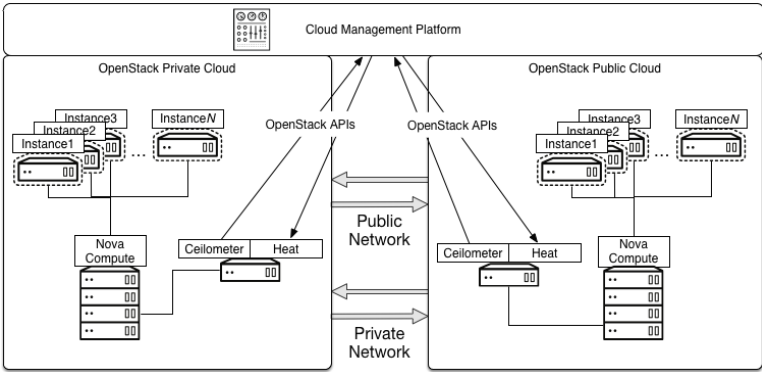 Cloud Management Platform
OpenStack Private Cloud
OpenStack Public Cloud
Instance3
Instance2
Instance1
InstanceN
...
OpenStack APIs
OpenStack APIs
Instance3
Instance2
Instance1
InstanceN
...
Public
Network
Nova
Compute
Ceilometer
Heat
Ceilometer
Heat
Nova
Compute
Private
Network